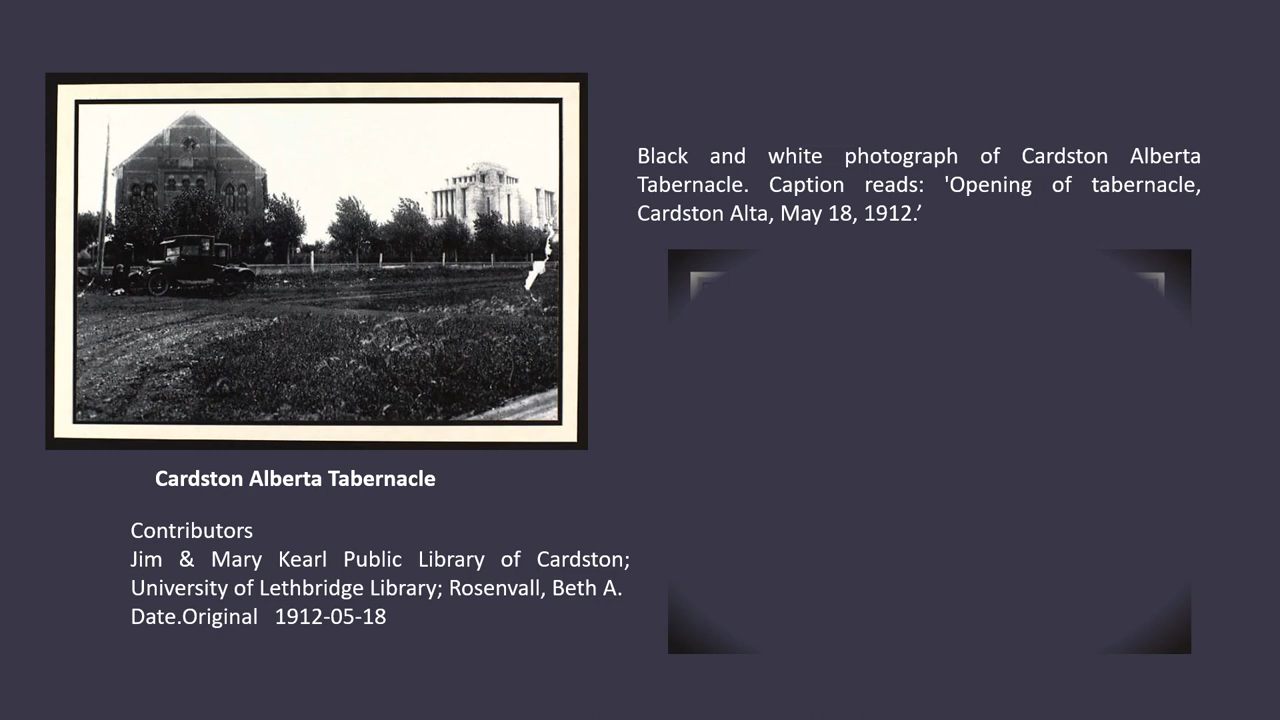 Black and white photograph of Cardston Alberta
Tabernacle. Caption reads: 'Opening of tabernacle,
Cardston Alta, May 18, 1912.’
Cardston Alberta Tabernacle
Contributors
Jim & Mary Kearl Public Library of Cardston;
University of Lethbridge Library; Rosenvall, Beth A.
Date.Original 1912-05-18